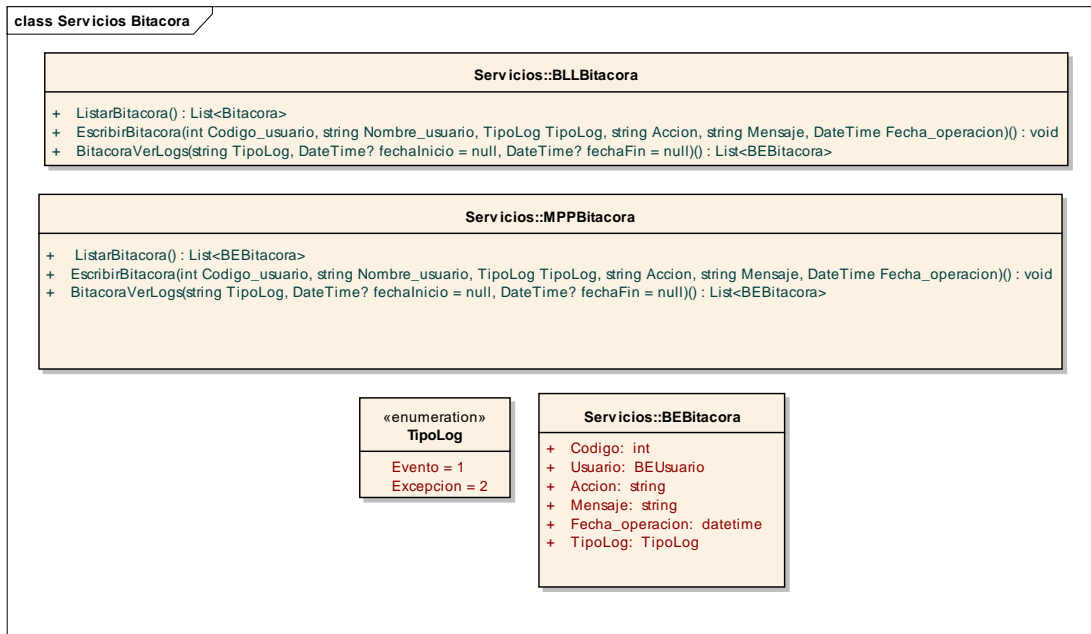 class Servicios Bitacora
Servicios::BLLBitacora
+ ListarBitacora() : List<Bitacora>
+ EscribirBitacora(int Codigo_usuario, string Nombre_usuario, TipoLog TipoLog, string Accion, string Mensaje, DateTime Fecha_operacion)() : void
+ BitacoraVerLogs(string TipoLog, DateTime? fechaInicio = null, DateTime? fechaFin = null)() : List<BEBitacora>
Servicios::MPPBitacora
+ ListarBitacora() : List<BEBitacora>
+ EscribirBitacora(int Codigo_usuario, string Nombre_usuario, TipoLog TipoLog, string Accion, string Mensaje, DateTime Fecha_operacion)() : void
+ BitacoraVerLogs(string TipoLog, DateTime? fechaInicio = null, DateTime? fechaFin = null)() : List<BEBitacora>
«enumeration»
TipoLog
Evento = 1
Excepcion = 2
Servicios::BEBitacora
+ Codigo: int
+ Usuario: BEUsuario
+ Accion: string
+ Mensaje: string
+ Fecha_operacion: datetime
+ TipoLog: TipoLog